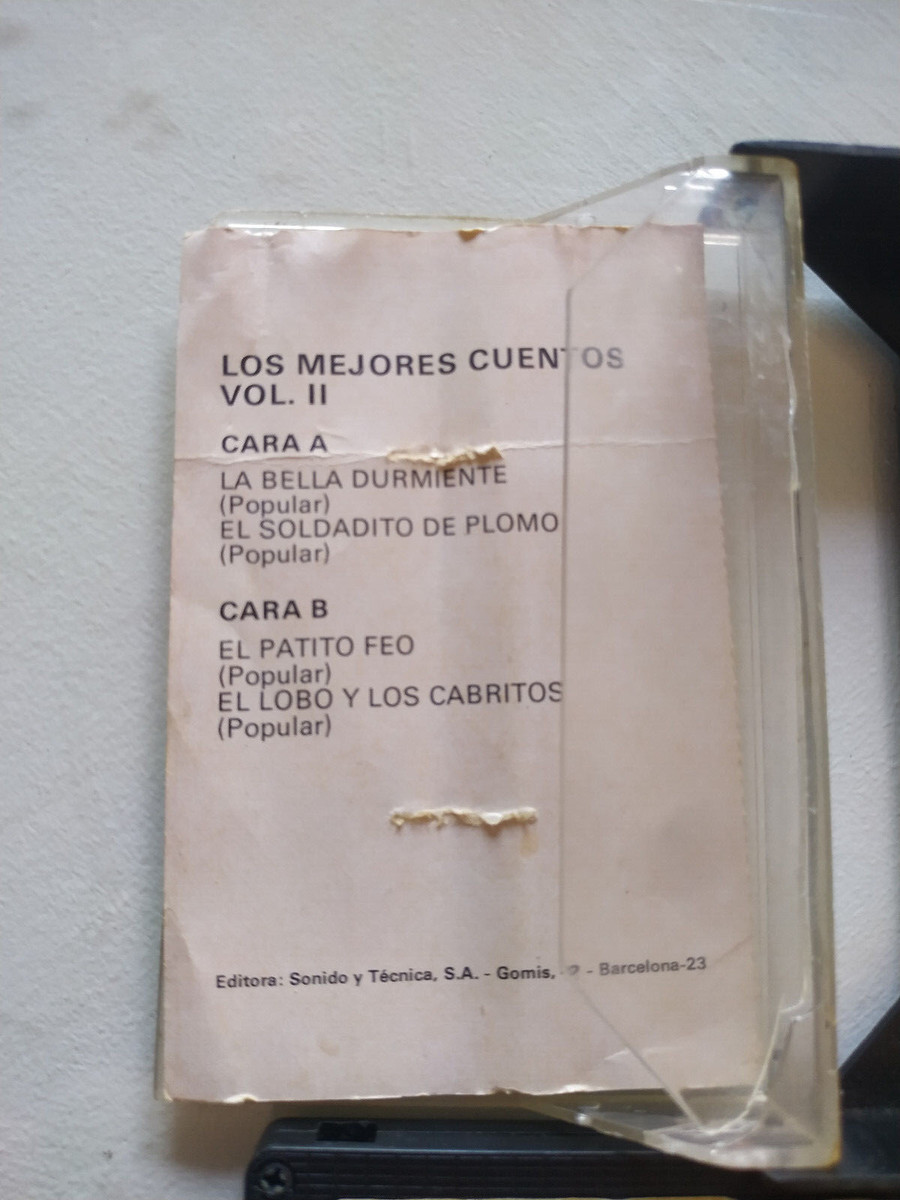 LOS MEJORES CUENTOS
VOL. II
CARA A
LA BELLA DURMIENTE
(Popular)
EL SOLDADITO DE PLOMO
(Popular)
CARA B
EL PATITO FEO
(Popular)
EL LOBO Y LOS CABRITOS
(Popular)
Editora: Sonido y Técnica, S.A. - Gomis, - Barcelona-23